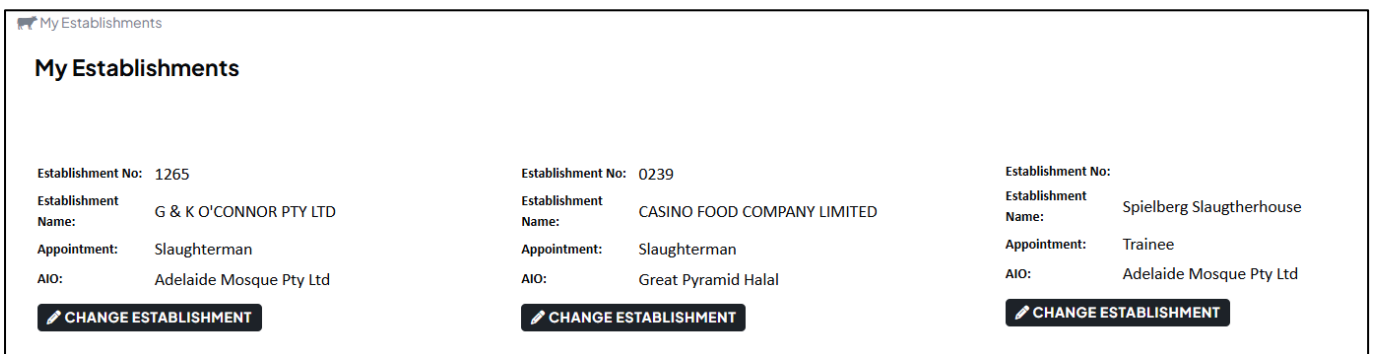 My Establishments
My Establishments
Establishment No: 1265
Establishment
Name: G & K O'CONNOR PTY LTD
Appointment: Slaughterman
AIO: Adelaide Mosque Pty Ltd
CHANGE ESTABLISHMENT
Establishment No: 0239
Establishment
Name: CASINO FOOD COMPANY LIMITED
Appointment: Slaughterman
AIO: Great Pyramid Halal
CHANGE ESTABLISHMENT
Establishment No:
Establishment
Name: Spielberg Slaugtherhouse
Appointment: Trainee
AIO: Adelaide Mosque Pty Ltd
CHANGE ESTABLISHMENT